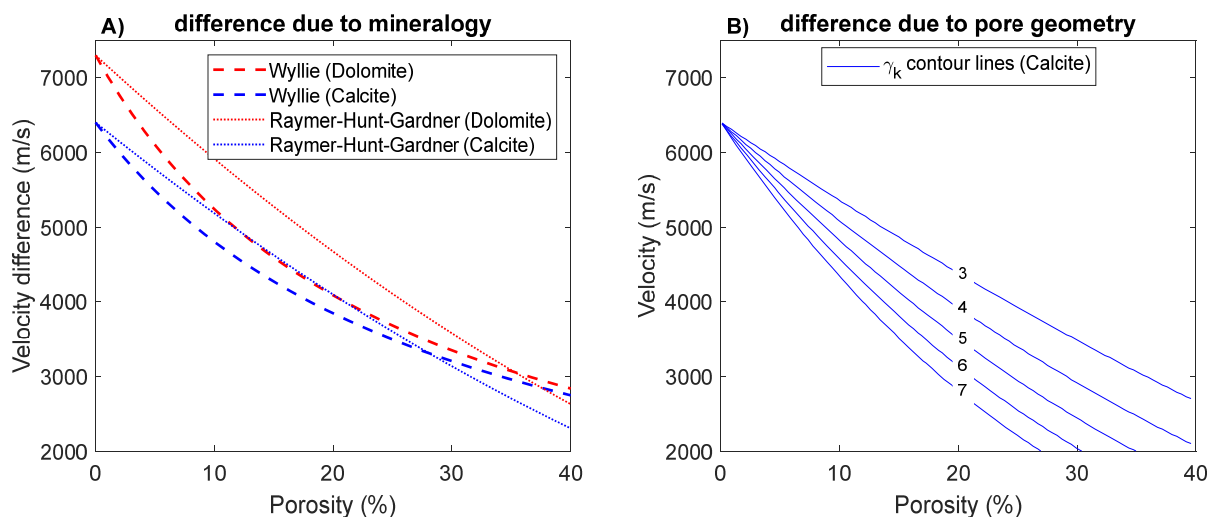 A)
difference due to mineralogy
Wyllie (Dolomite)
Wyllie (Calcite)
Raymer-Hunt-Gardner (Dolomite)
Raymer-Hunt-Gardner (Calcite)
Velocity difference (m/s)
7000
6000
5000
4000
3000
2000
0 10 20 30 40
Porosity (%)
B)
difference due to pore geometry
γk contour lines (Calcite)
Velocity (m/s)
7000
6000
5000
4000
3000
2000
3
4
5
6
7
0 10 20 30 40
Porosity (%)